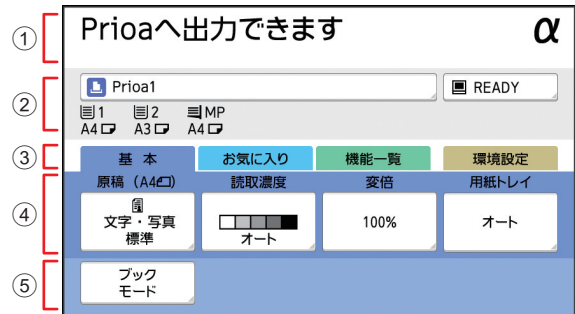 ① Prioaへ出力できます α
② Prioa1 READY
1 2 MP
A4 A3 A4
③ 基 本 お気に入り 機能一覧 環境設定
原稿 (A4) 読取濃度 変倍 用紙トレイ
④ 文字・写真
標準 オート 100% オート
⑤ ブック
モード